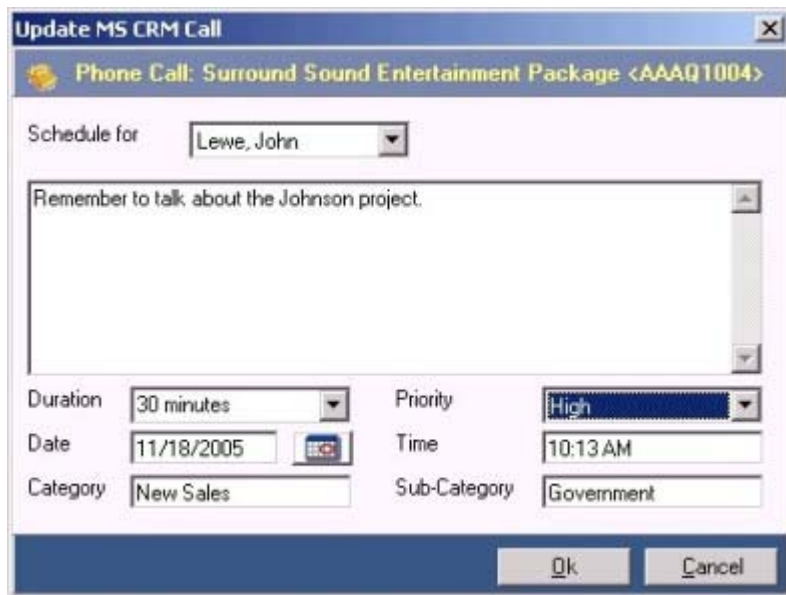 Update MS CRM Call
Phone Call: Surround Sound Entertainment Package <AAAQ1004>
Schedule for Lewe, John
Remember to talk about the Johnson project.
Duration 30 minutes Priority High
Date 11/18/2005 Time 10:13 AM
Category New Sales Sub-Category Government
Ok Cancel